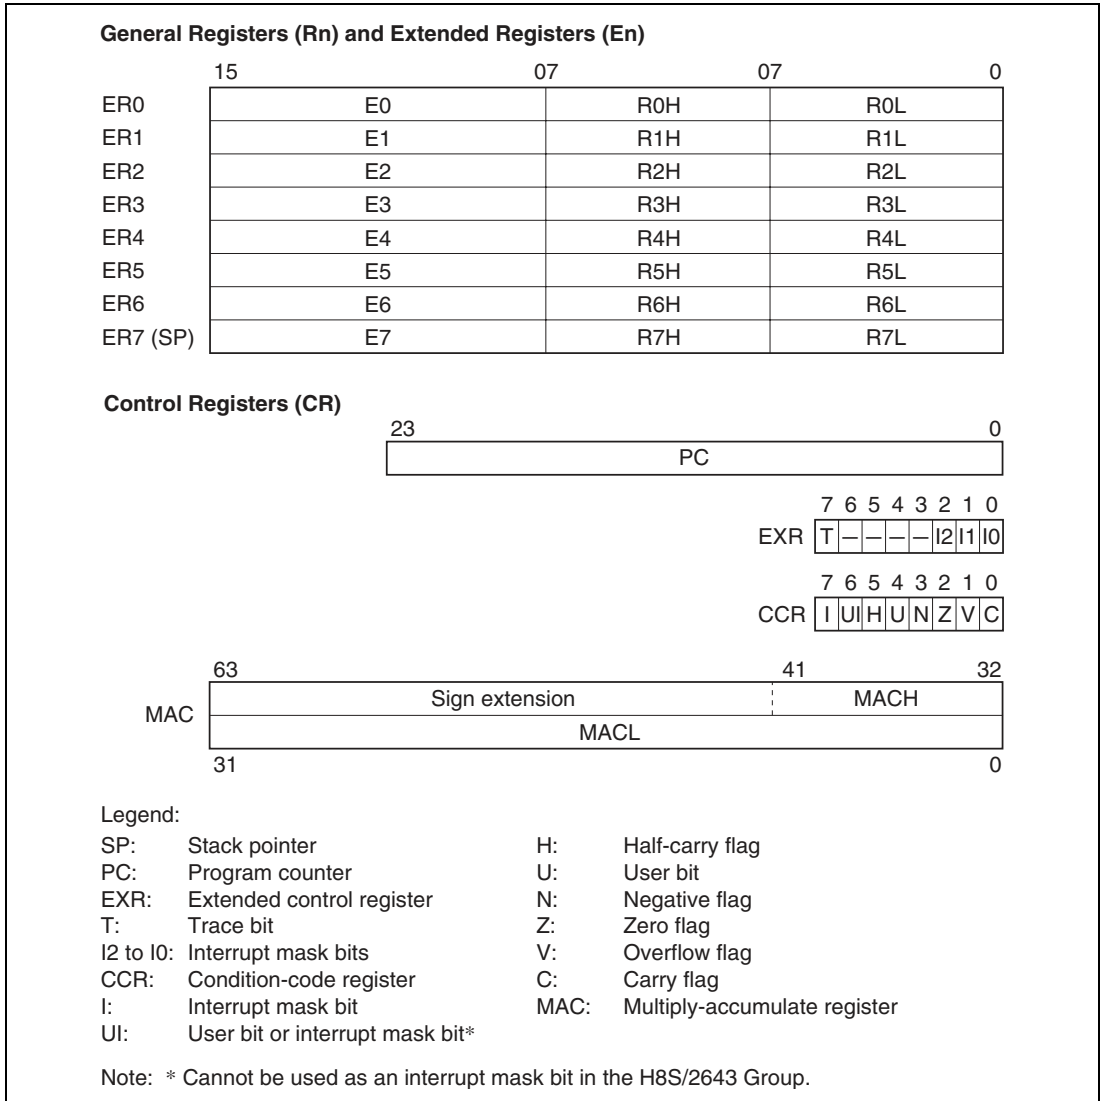 General Registers (Rn) and Extended Registers (En)
15 07 07 0
ER0 E0 R0H R0L
ER1 E1 R1H R1L
ER2 E2 R2H R2L
ER3 E3 R3H R3L
ER4 E4 R4H R4L
ER5 E5 R5H R5L
ER6 E6 R6H R6L
ER7 (SP) E7 R7H R7L
Control Registers (CR)
23 0
PC
7 6 5 4 3 2 1 0
EXR T — — — — I2 I1 I0
7 6 5 4 3 2 1 0
CCR I UI H U N Z V C
63 41 32
MAC Sign extension MACH
MACL
31 0
Legend:
SP: Stack pointer H: Half-carry flag
PC: Program counter U: User bit
EXR: Extended control register N: Negative flag
T: Trace bit Z: Zero flag
I2 to I0: Interrupt mask bits V: Overflow flag
CCR: Condition-code register C: Carry flag
I: Interrupt mask bit MAC: Multiply-accumulate register
UI: User bit or interrupt mask bit*
Note: * Cannot be used as an interrupt mask bit in the H8S/2643 Group.